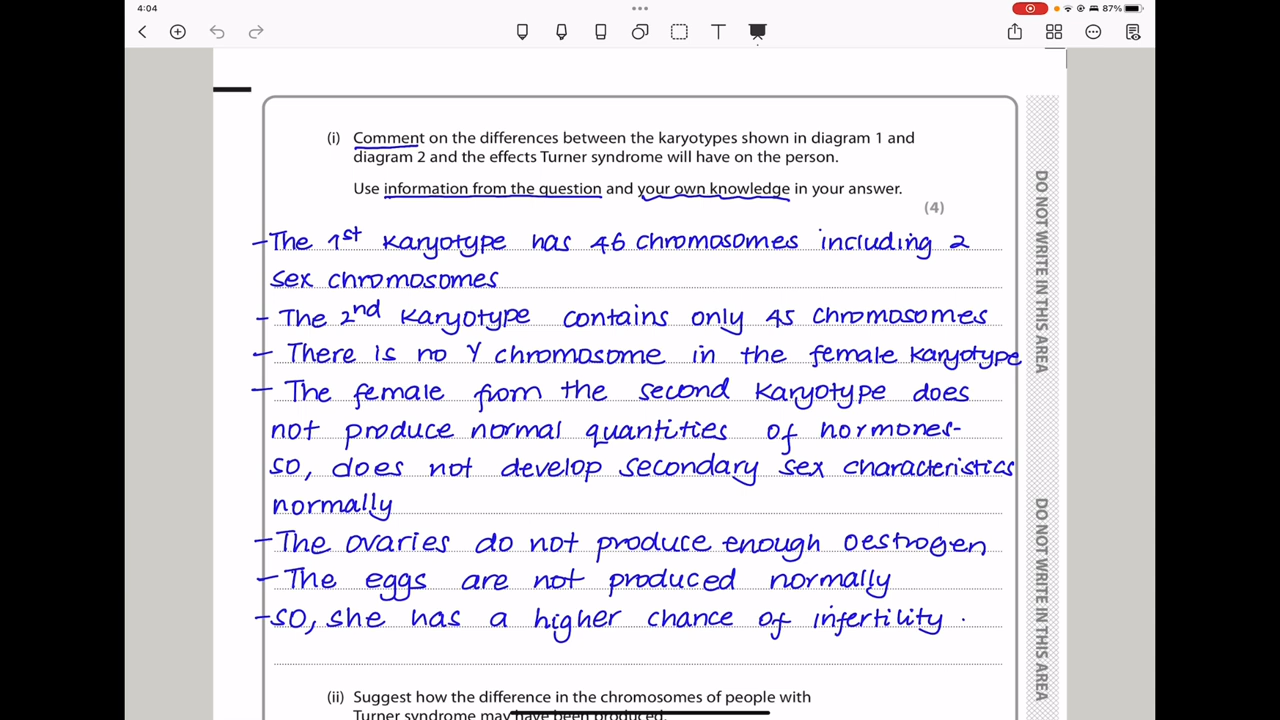 4:04
87%
(i) Comment on the differences between the karyotypes shown in diagram 1 and
diagram 2 and the effects Turner syndrome will have on the person.
Use information from the question and your own knowledge in your answer.
(4)
- The 1st karyotype has 46 chromosomes including 2
sex chromosomes
- The 2nd karyotype contains only 45 chromosomes
- There is no Y chromosome in the female karyotype
- The female from the second karyotype does
not produce normal quantities of hormones-
so, does not develop secondary sex characteristics
normally
- The ovaries do not produce enough oestrogen
- The eggs are not produced normally
- so, she has a higher chance of infertility.
(ii) Suggest how the difference in the chromosomes of people with
Turner syndrome may have been produced.
DO NOT WRITE IN THIS AREA
DO NOT WRITE IN THIS AREA